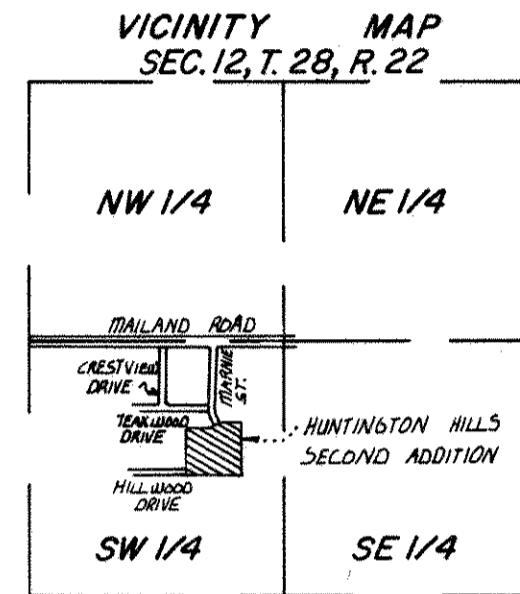 VICINITY MAP
SEC. 12, T. 28, R. 22
NW 1/4
NE 1/4
MAILAND ROAD
CRESTVIEW
DRIVE
MARNIE
ST.
TEAKWOOD
DRIVE
HUNTINGTON HILLS
SECOND ADDITION
HILLWOOD
DRIVE
SW 1/4
SE 1/4